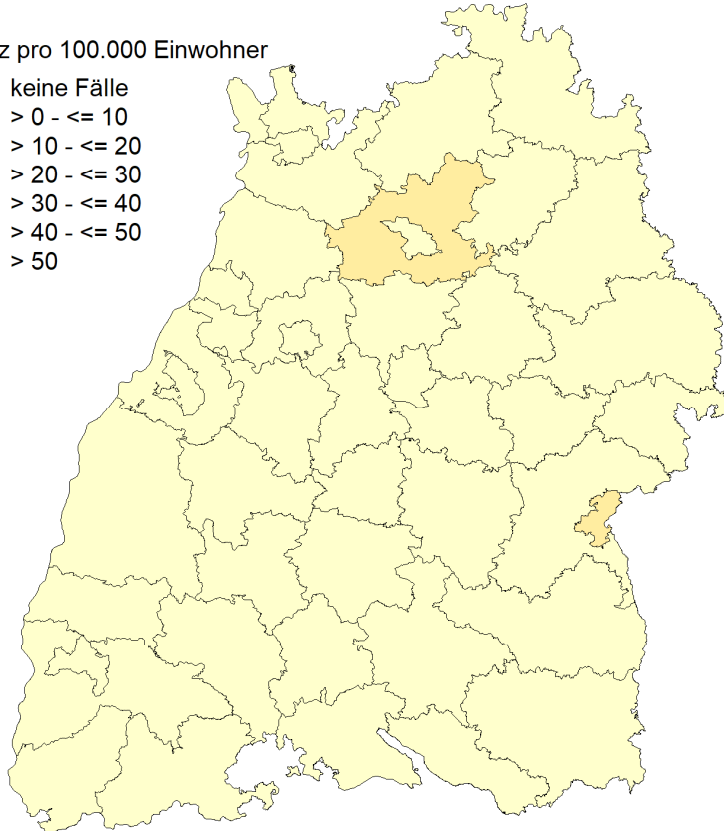 z pro 100.000 Einwohner
keine Fälle
> 0 - <= 10
> 10 - <= 20
> 20 - <= 30
> 30 - <= 40
> 40 - <= 50
> 50